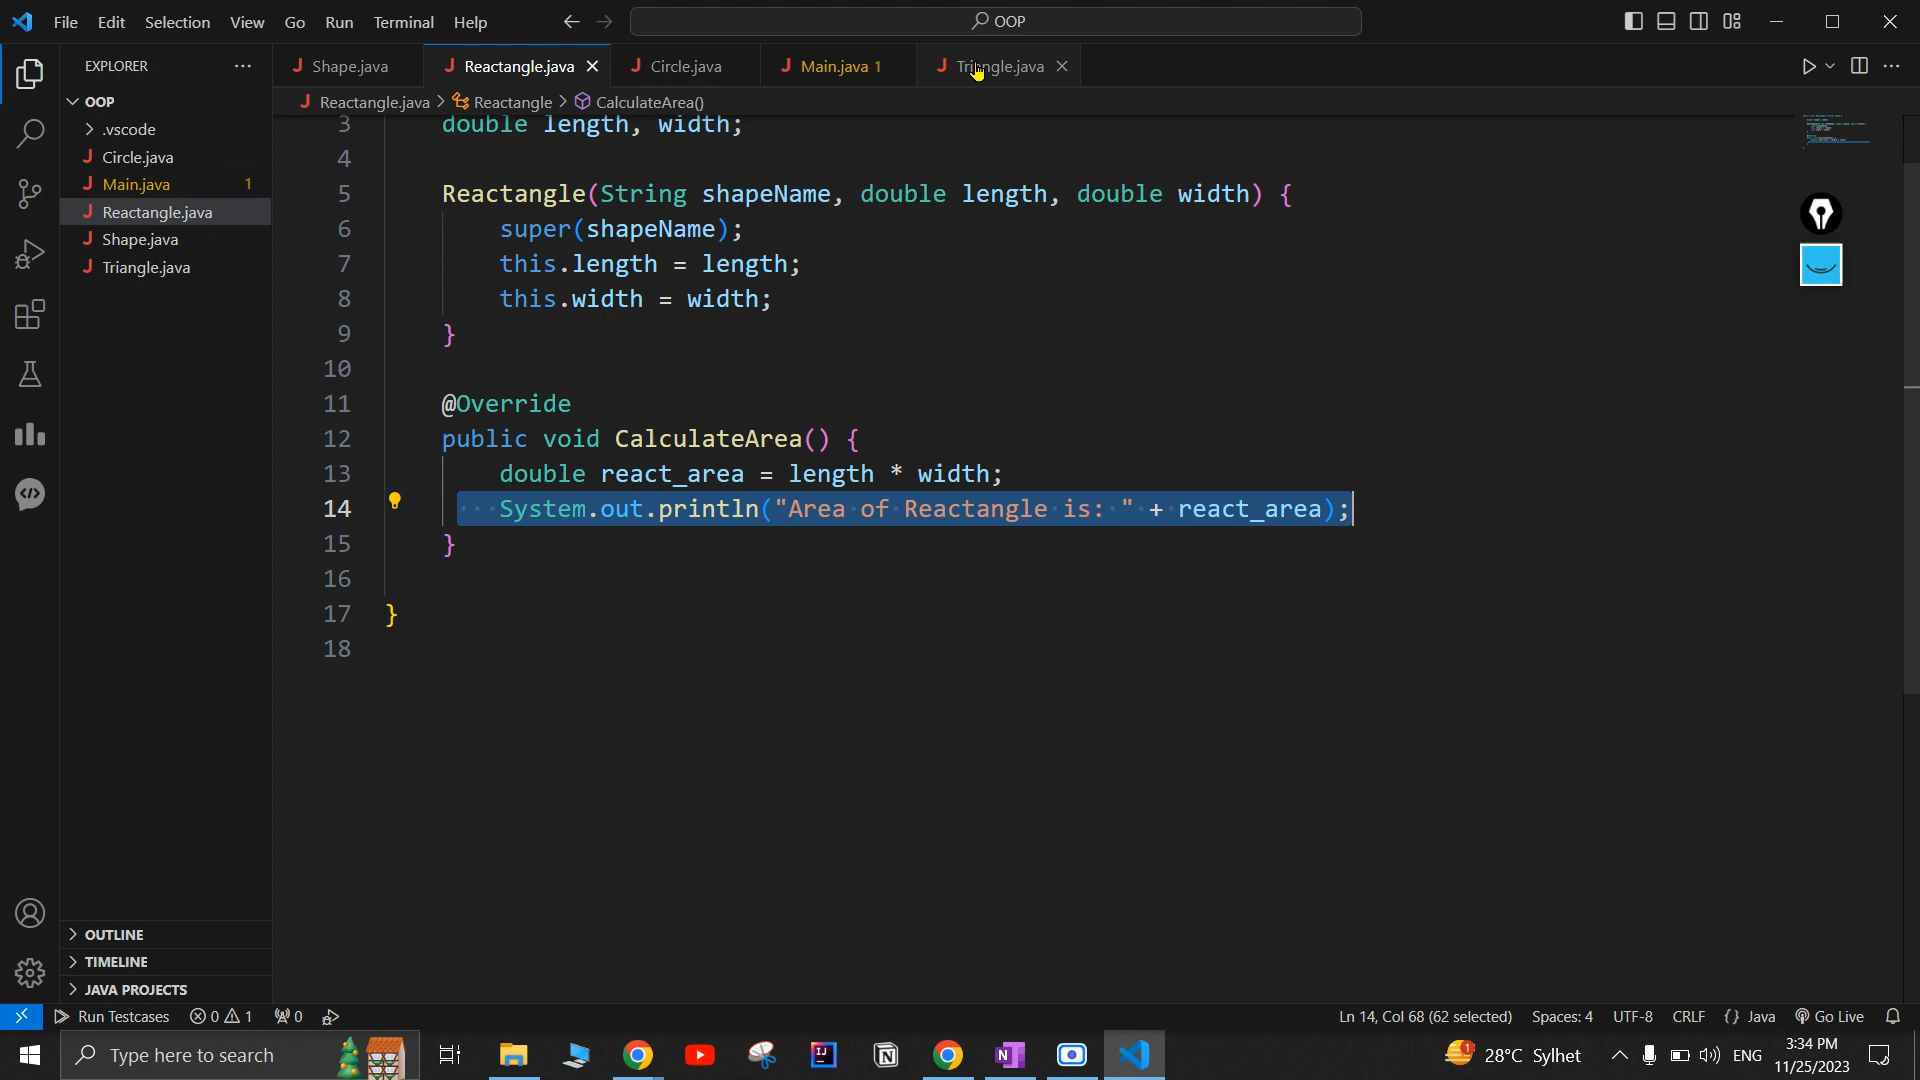 File Edit Selection View Go Run Terminal Help
OOP
EXPLORER
OOP
.vscode
J Circle.java
J Main.java 1
J Reactangle.java
J Shape.java
J Triangle.java
OUTLINE
TIMELINE
JAVA PROJECTS
J Shape.java
J Reactangle.java
J Circle.java
J Main.java 1
J Triangle.java
J Reactangle.java > Reactangle > CalculateArea()
3 double length, width;
4
5 Reactangle(String shapeName, double length, double width) {
6 super(shapeName);
7 this.length = length;
8 this.width = width;
9 }
10
11 @Override
12 public void CalculateArea() {
13 double react_area = length * width;
14 System.out.println("Area of Reactangle is: " + react_area);
15 }
16
17 }
18
Run Testcases 0 1 0
Ln 14, Col 68 (62 selected) Spaces: 4 UTF-8 CRLF {} Java Go Live
Type here to search
1 28°C Sylhet ENG
3:34 PM
11/25/2023